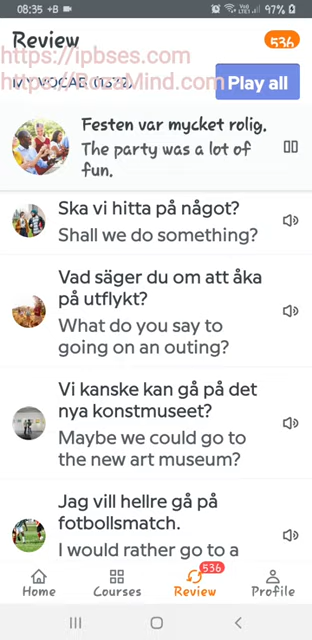 08:35 +B
97%
Review
536
https://ipbses.com
https://RosaMind.com
Play all
Festen var mycket rolig.
The party was a lot of
fun.
Ska vi hitta på något?
Shall we do something?
Vad säger du om att åka
på utflykt?
What do you say to
going on an outing?
Vi kanske kan gå på det
nya konstmuseet?
Maybe we could go to
the new art museum?
Jag vill hellre gå på
fotbollsmatch.
I would rather go to a
536
Home
Courses
Review
Profile